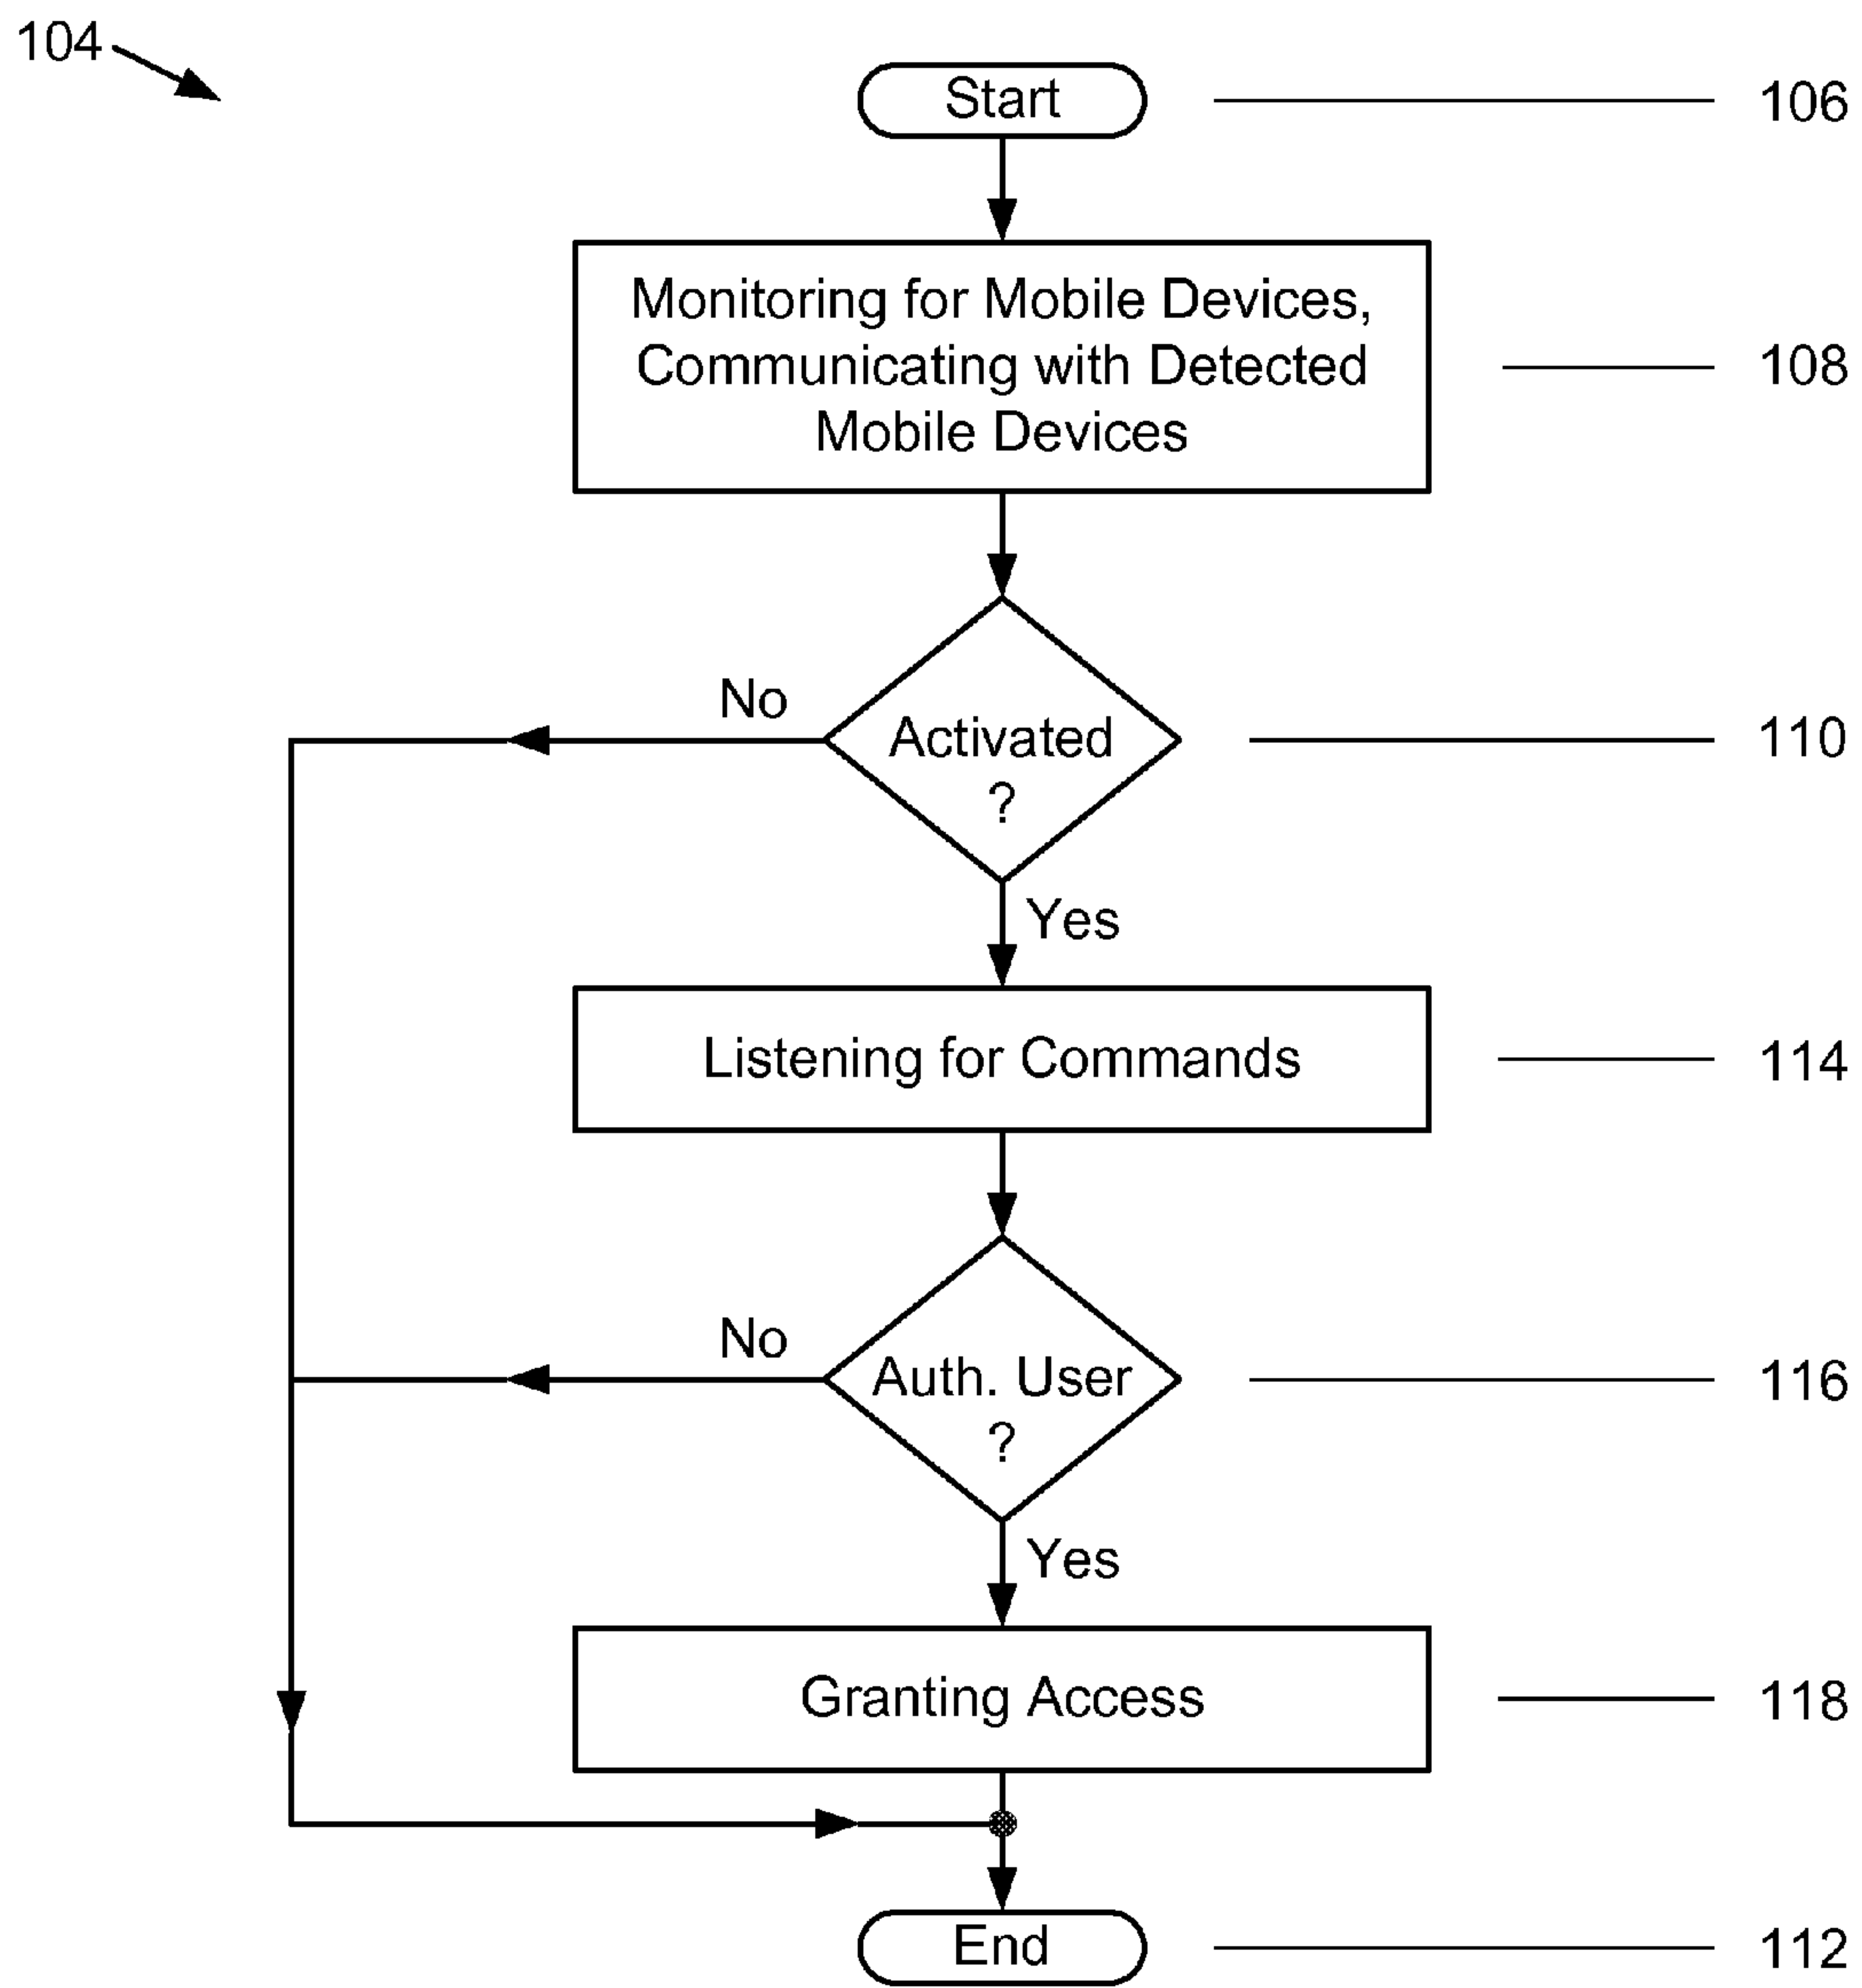 104
Start
106
Monitoring for Mobile Devices,
Communicating with Detected
Mobile Devices
108
No
Activated
?
110
Yes
Listening for Commands
114
No
Auth. User
?
116
Yes
Granting Access
118
End
112